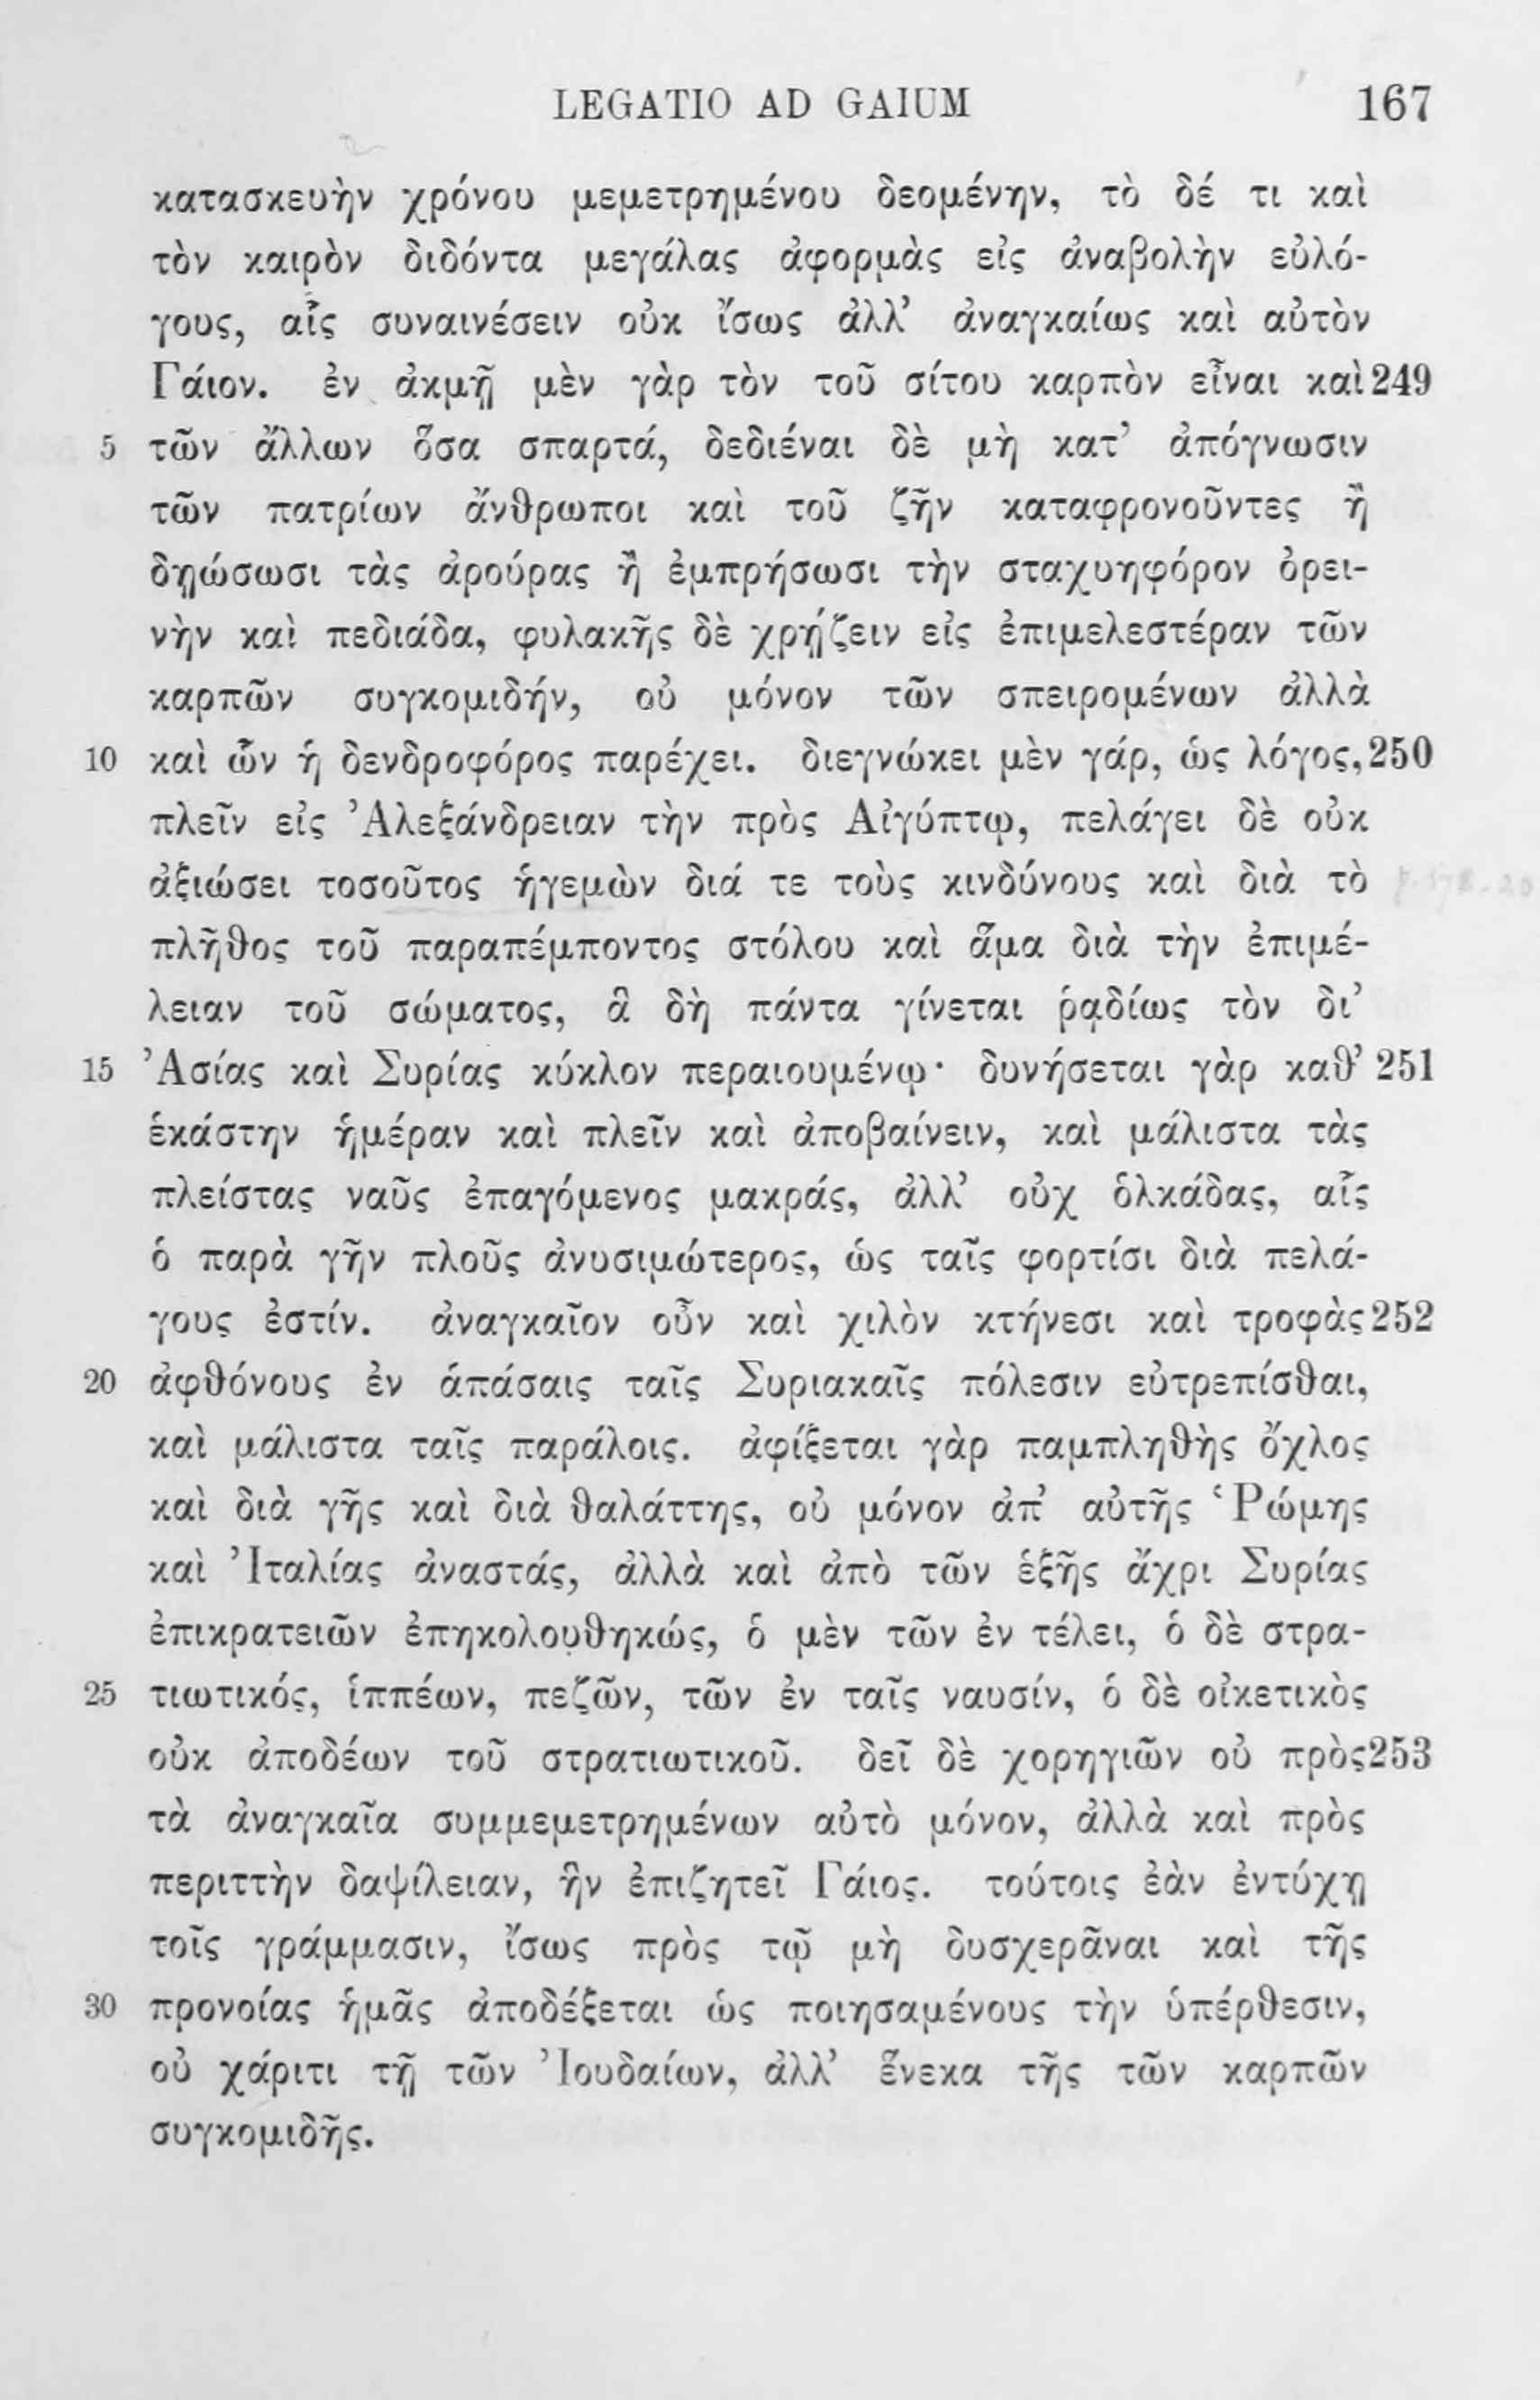 LEGATIO AD GAIUM 167
κατασκευὴν χρόνου μεμετρημένου δεομένην, τὸ δέ τι καὶ
τὸν καιρὸν διδόντα μεγάλας ἀφορμὰς εἰς ἀναβολὴν εὐλό-
γους, αἷς συναινέσειν οὐκ ἴσως ἀλλ’ ἀναγκαίως καὶ αὐτὸν
Γάιον. ἐν ἀκμῇ μὲν γὰρ τὸν τοῦ σίτου καρπὸν εἶναι καὶ 249
5 τῶν ἄλλων ὅσα σπαρτά, δεδιέναι δὲ μὴ κατ’ ἀπόγνωσιν
τῶν πατρίων ἄνθρωποι καὶ τοῦ ζῆν καταφρονοῦντες ἢ
δῃώσωσι τὰς ἀρούρας ἢ ἐμπρήσωσι τὴν σταχυηφόρον ὀρει-
νὴν καὶ πεδιάδα, φυλακῆς δὲ χρῄζειν εἰς ἐπιμελεστέραν τῶν
καρπῶν συγκομιδήν, οὐ μόνον τῶν σπειρομένων ἀλλὰ
10 καὶ ὧν ἡ δενδροφόρος παρέχει. διεγνώκει μὲν γάρ, ὡς λόγος, 250
πλεῖν εἰς Ἀλεξάνδρειαν τὴν πρὸς Αἰγύπτῳ, πελάγει δὲ οὐκ
ἀξιώσει τοσοῦτος ἡγεμὼν διά τε τοὺς κινδύνους καὶ διὰ τὸ
πλῆθος τοῦ παραπέμποντος στόλου καὶ ἅμα διὰ τὴν ἐπιμέ-
λειαν τοῦ σώματος, ἃ δὴ πάντα γίνεται ῥᾳδίως τὸν δι’
15 Ἀσίας καὶ Συρίας κύκλον περαιουμένῳ· δυνήσεται γὰρ καθ’ 251
ἑκάστην ἡμέραν καὶ πλεῖν καὶ ἀποβαίνειν, καὶ μάλιστα τὰς
πλείστας ναῦς ἐπαγόμενος μακράς, ἀλλ’ οὐχ ὁλκάδας, αἷς
ὁ παρὰ γῆν πλοῦς ἀνυσιμώτερος, ὡς ταῖς φορτίσι διὰ πελά-
γους ἐστίν. ἀναγκαῖον οὖν καὶ χιλὸν κτήνεσι καὶ τροφὰς 252
20 ἀφθόνους ἐν ἁπάσαις ταῖς Συριακαῖς πόλεσιν εὐτρεπίσθαι,
καὶ μάλιστα ταῖς παράλοις. ἀφίξεται γὰρ παμπληθὴς ὄχλος
καὶ διὰ γῆς καὶ διὰ θαλάττης, οὐ μόνον ἀπ’ αὐτῆς Ῥώμης
καὶ Ἰταλίας ἀναστάς, ἀλλὰ καὶ ἀπὸ τῶν ἑξῆς ἄχρι Συρίας
ἐπικρατειῶν ἐπηκολουθηκώς, ὁ μὲν τῶν ἐν τέλει, ὁ δὲ στρα-
25 τιωτικός, ἱππέων, πεζῶν, τῶν ἐν ταῖς ναυσίν, ὁ δὲ οἰκετικὸς
οὐκ ἀποδέων τοῦ στρατιωτικοῦ. δεῖ δὲ χορηγιῶν οὐ πρὸς 253
τὰ ἀναγκαῖα συμμεμετρημένων αὐτὸ μόνον, ἀλλὰ καὶ πρὸς
περιττὴν δαψίλειαν, ἣν ἐπιζητεῖ Γάιος. τούτοις ἐὰν ἐντύχῃ
τοῖς γράμμασιν, ἴσως πρὸς τῷ μὴ δυσχερᾶναι καὶ τῆς
30 προνοίας ἡμᾶς ἀποδέξεται ὡς ποιησαμένους τὴν ὑπέρθεσιν,
οὐ χάριτι τῇ τῶν Ἰουδαίων, ἀλλ’ ἕνεκα τῆς τῶν καρπῶν
συγκομιδῆς.